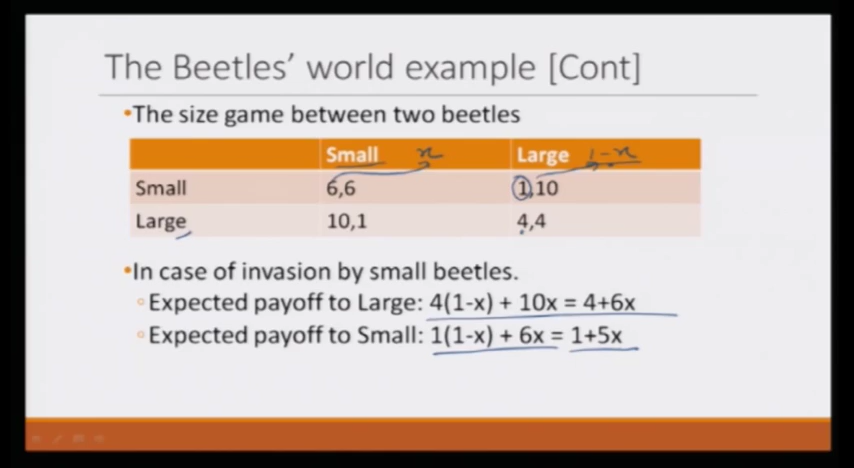 The Beetles' world example [Cont]
•The size game between two beetles
Small x Large 1-x
Small 6,6 1,10
Large 10,1 4,4
•In case of invasion by small beetles.
◦Expected payoff to Large: 4(1-x) + 10x = 4+6x
◦Expected payoff to Small: 1(1-x) + 6x = 1+5x